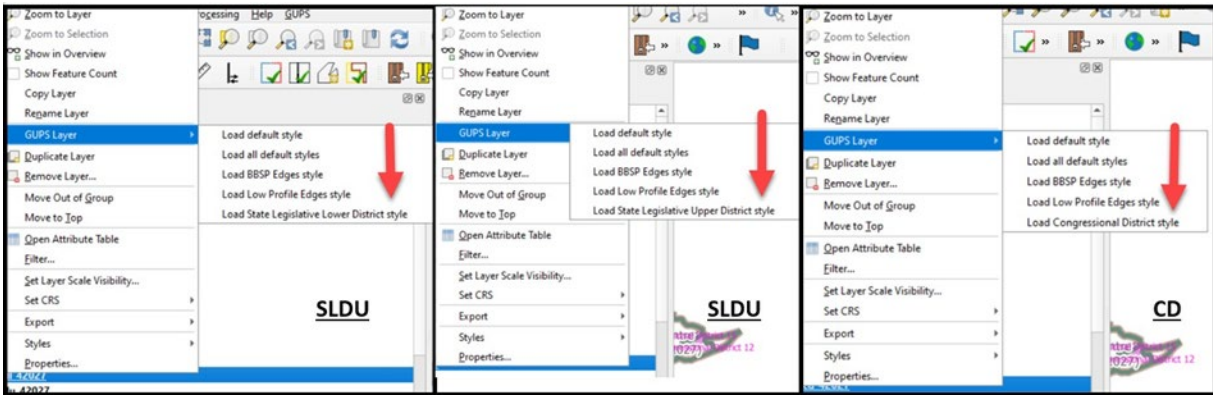 Zoom to Layer
Zoom to Selection
Show in Overview
Show Feature Count
Copy Layer
Rename Layer
GUPS Layer
Duplicate Layer
Remove Layer...
Move Out of Group
Move to Top
Open Attribute Table
Filter...
Set Layer Scale Visibility...
Set CRS
Export
Styles
Properties...
42027
42027
ocessing Help GUPS
Load default style
Load all default styles
Load BBSP Edges style
Load Low Profile Edges style
Load State Legislative Lower District style
SLDU
Zoom to Layer
Zoom to Selection
Show in Overview
Show Feature Count
Copy Layer
Rename Layer
GUPS Layer
Duplicate Layer
Remove Layer...
Move Out of Group
Move to Top
Open Attribute Table
Filter...
Set Layer Scale Visibility...
Set CRS
Export
Styles
Properties...
Load default style
Load all default styles
Load BBSP Edges style
Load Low Profile Edges style
Load State Legislative Upper District style
SLDU
Zoom to Layer
Zoom to Selection
Show in Overview
Show Feature Count
Copy Layer
Rename Layer
GUPS Layer
Duplicate Layer
Remove Layer...
Move Out of Group
Move to Top
Open Attribute Table
Filter...
Set Layer Scale Visibility...
Set CRS
Export
Styles
Properties...
Load default style
Load all default styles
Load BBSP Edges style
Load Low Profile Edges style
Load Congressional District style
CD